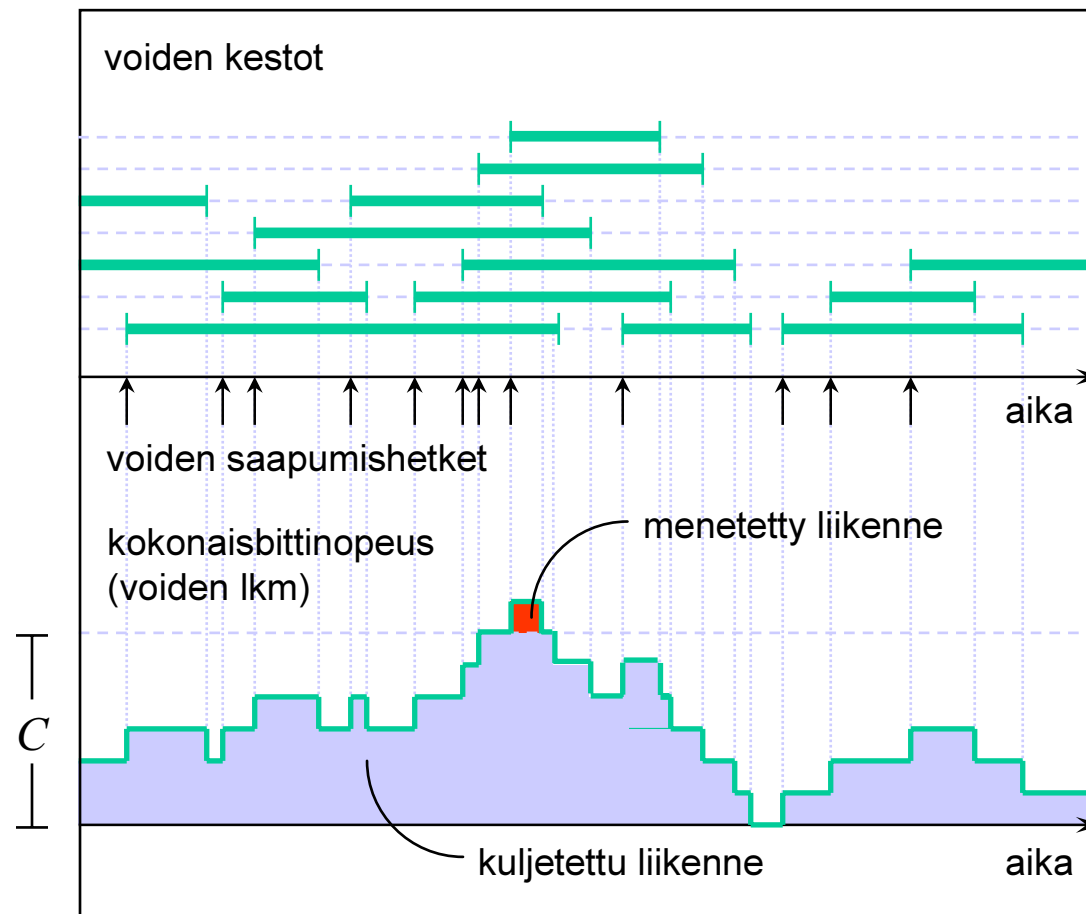 voiden kestot
aika
voiden saapumishetket
menetetty liikenne
kokonaisbittinopeus
(voiden lkm)
C
kuljetettu liikenne
aika